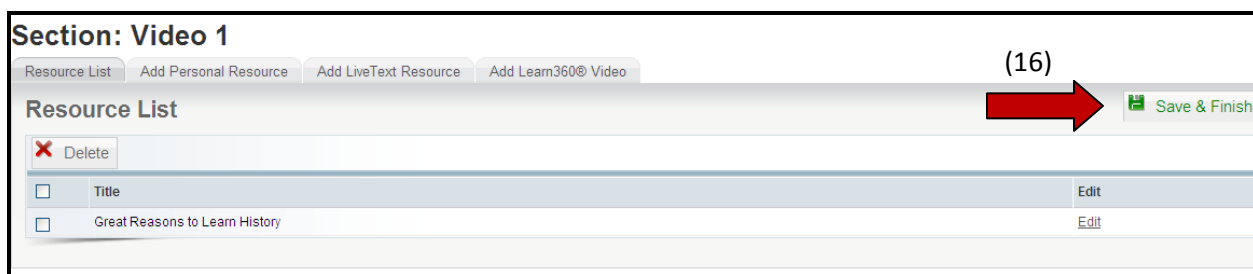 Section: Video 1
Resource List Add Personal Resource Add LiveText Resource Add Learn360® Video
(16)
Resource List
Save & Finish
Delete
Title Edit
Great Reasons to Learn History Edit